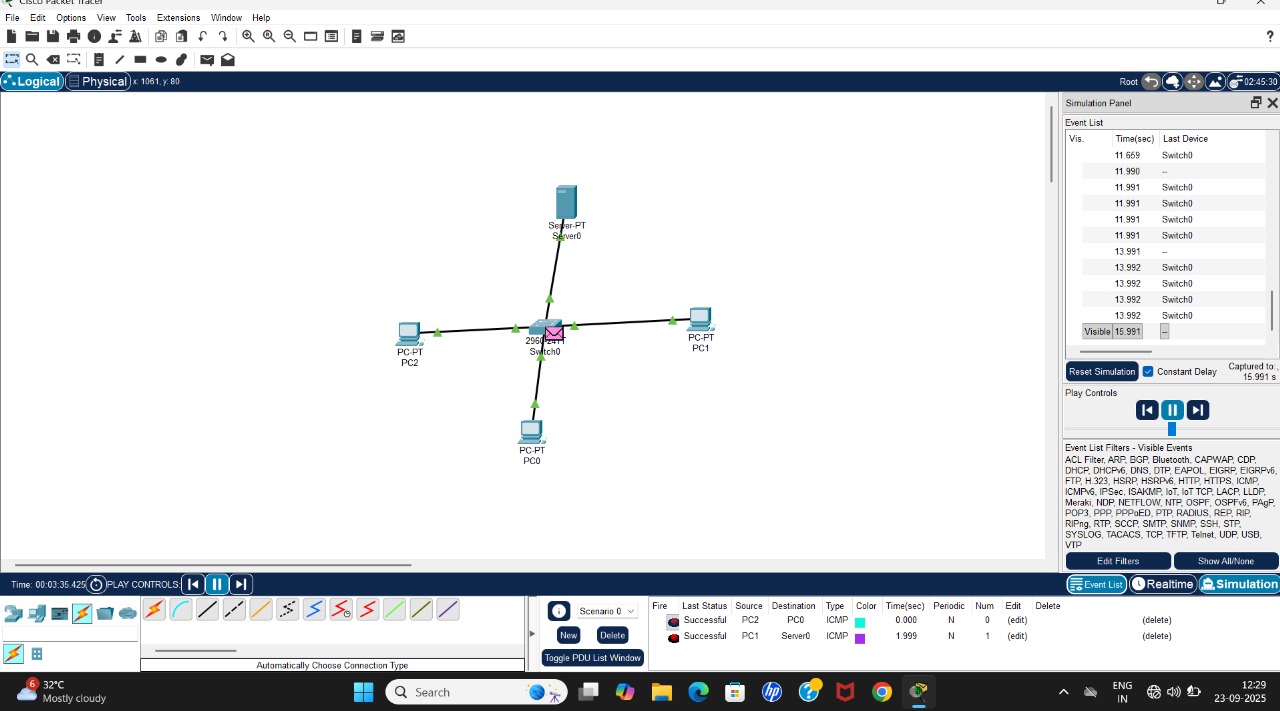 Cisco Packet Tracer
File Edit Options View Tools Extensions Window Help
?
Logical Physical x: 1061, y: 80 Root 02:45:30
Simulation Panel
Event List
Vis. Time(sec) Last Device
11.659 Switch0
11.990 --
11.991 Switch0
11.991 Switch0
11.991 Switch0
11.991 Switch0
13.991 --
13.992 Switch0
13.992 Switch0
13.992 Switch0
13.992 Switch0
Visible 15.991 --
Reset Simulation Constant Delay Captured to:
15.991 s
Play Controls
Event List Filters - Visible Events
ACL Filter, ARP, BGP, Bluetooth, CAPWAP, CDP,
DHCP, DHCPv6, DNS, DTP, EAPOL, EIGRP, EIGRPv6,
FTP, H.323, HSRP, HSRPv6, HTTP, HTTPS, ICMP,
ICMPv6, IPSec, ISAKMP, IoT, IoT TCP, LACP, LLDP,
Meraki, NDP, NETFLOW, NTP, OSPF, OSPFv6, PAgP,
POP3, PPP, PPPoED, PTP, RADIUS, REP, RIP,
RIPng, RTP, SCCP, SMTP, SNMP, SSH, STP,
SYSLOG, TACACS, TCP, TFTP, Telnet, UDP, USB,
VTP
Edit Filters Show All/None
Event List Realtime Simulation
Server-PT
Server0
PC-PT
PC2
Switch0
PC-PT
PC1
PC-PT
PC0
Time: 00:03:35.425 PLAY CONTROLS:
Automatically Choose Connection Type
Scenario 0
New Delete
Toggle PDU List Window
Fire Last Status Source Destination Type Color Time(sec) Periodic Num Edit Delete
Successful PC2 PC0 ICMP 0.000 N 0 (edit) (delete)
Successful PC1 Server0 ICMP 1.999 N 1 (edit) (delete)
6
32°C
Mostly cloudy
Search
ENG
IN
12:29
23-09-2025